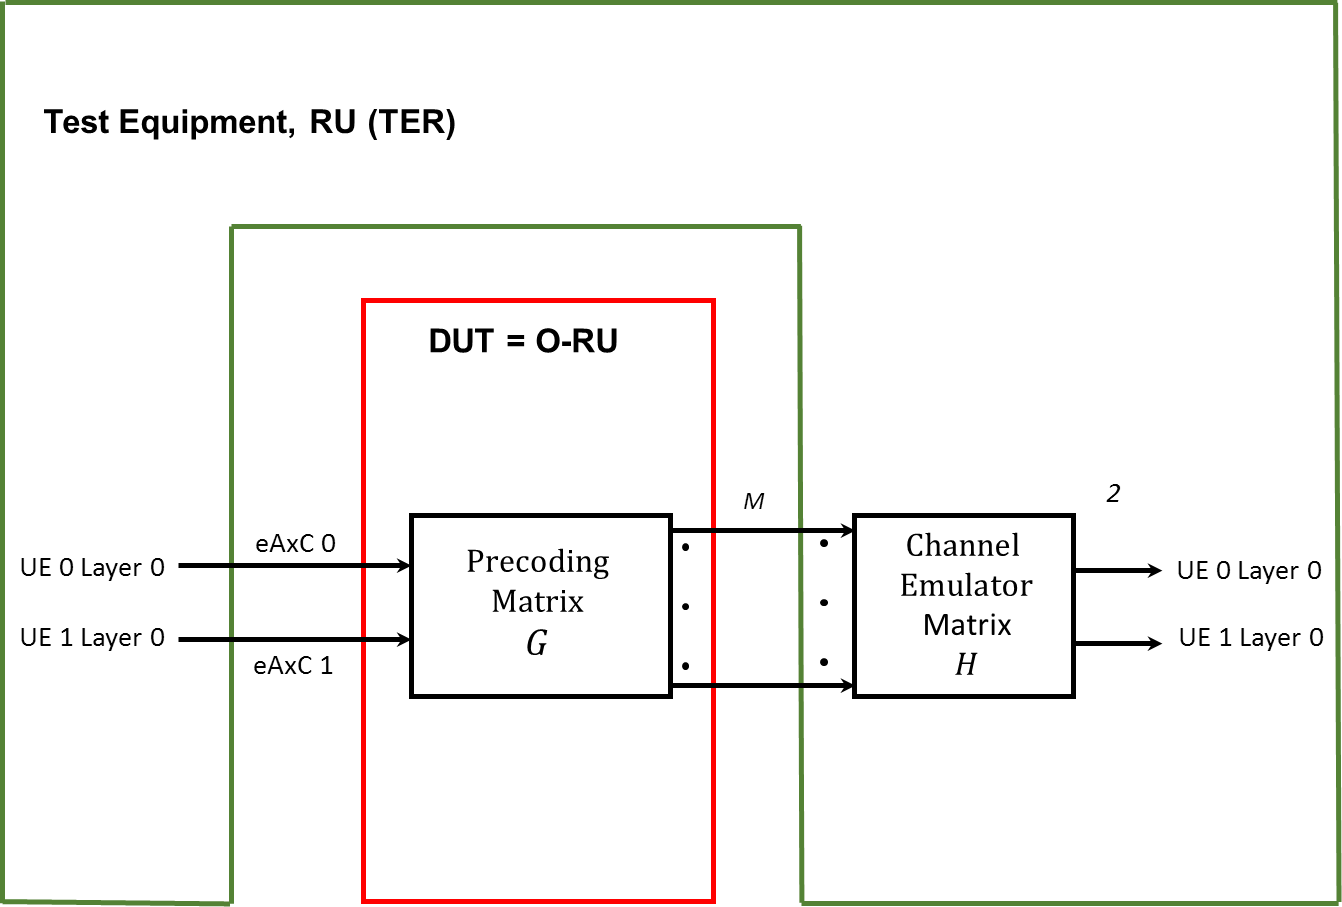 Test Equipment, RU (TER)
DUT = O-RU
M
2
eAxC 0
UE 0 Layer 0
UE 1 Layer 0
eAxC 1
Precoding
Matrix
G
Channel
Emulator
Matrix
H
UE 0 Layer 0
UE 1 Layer 0